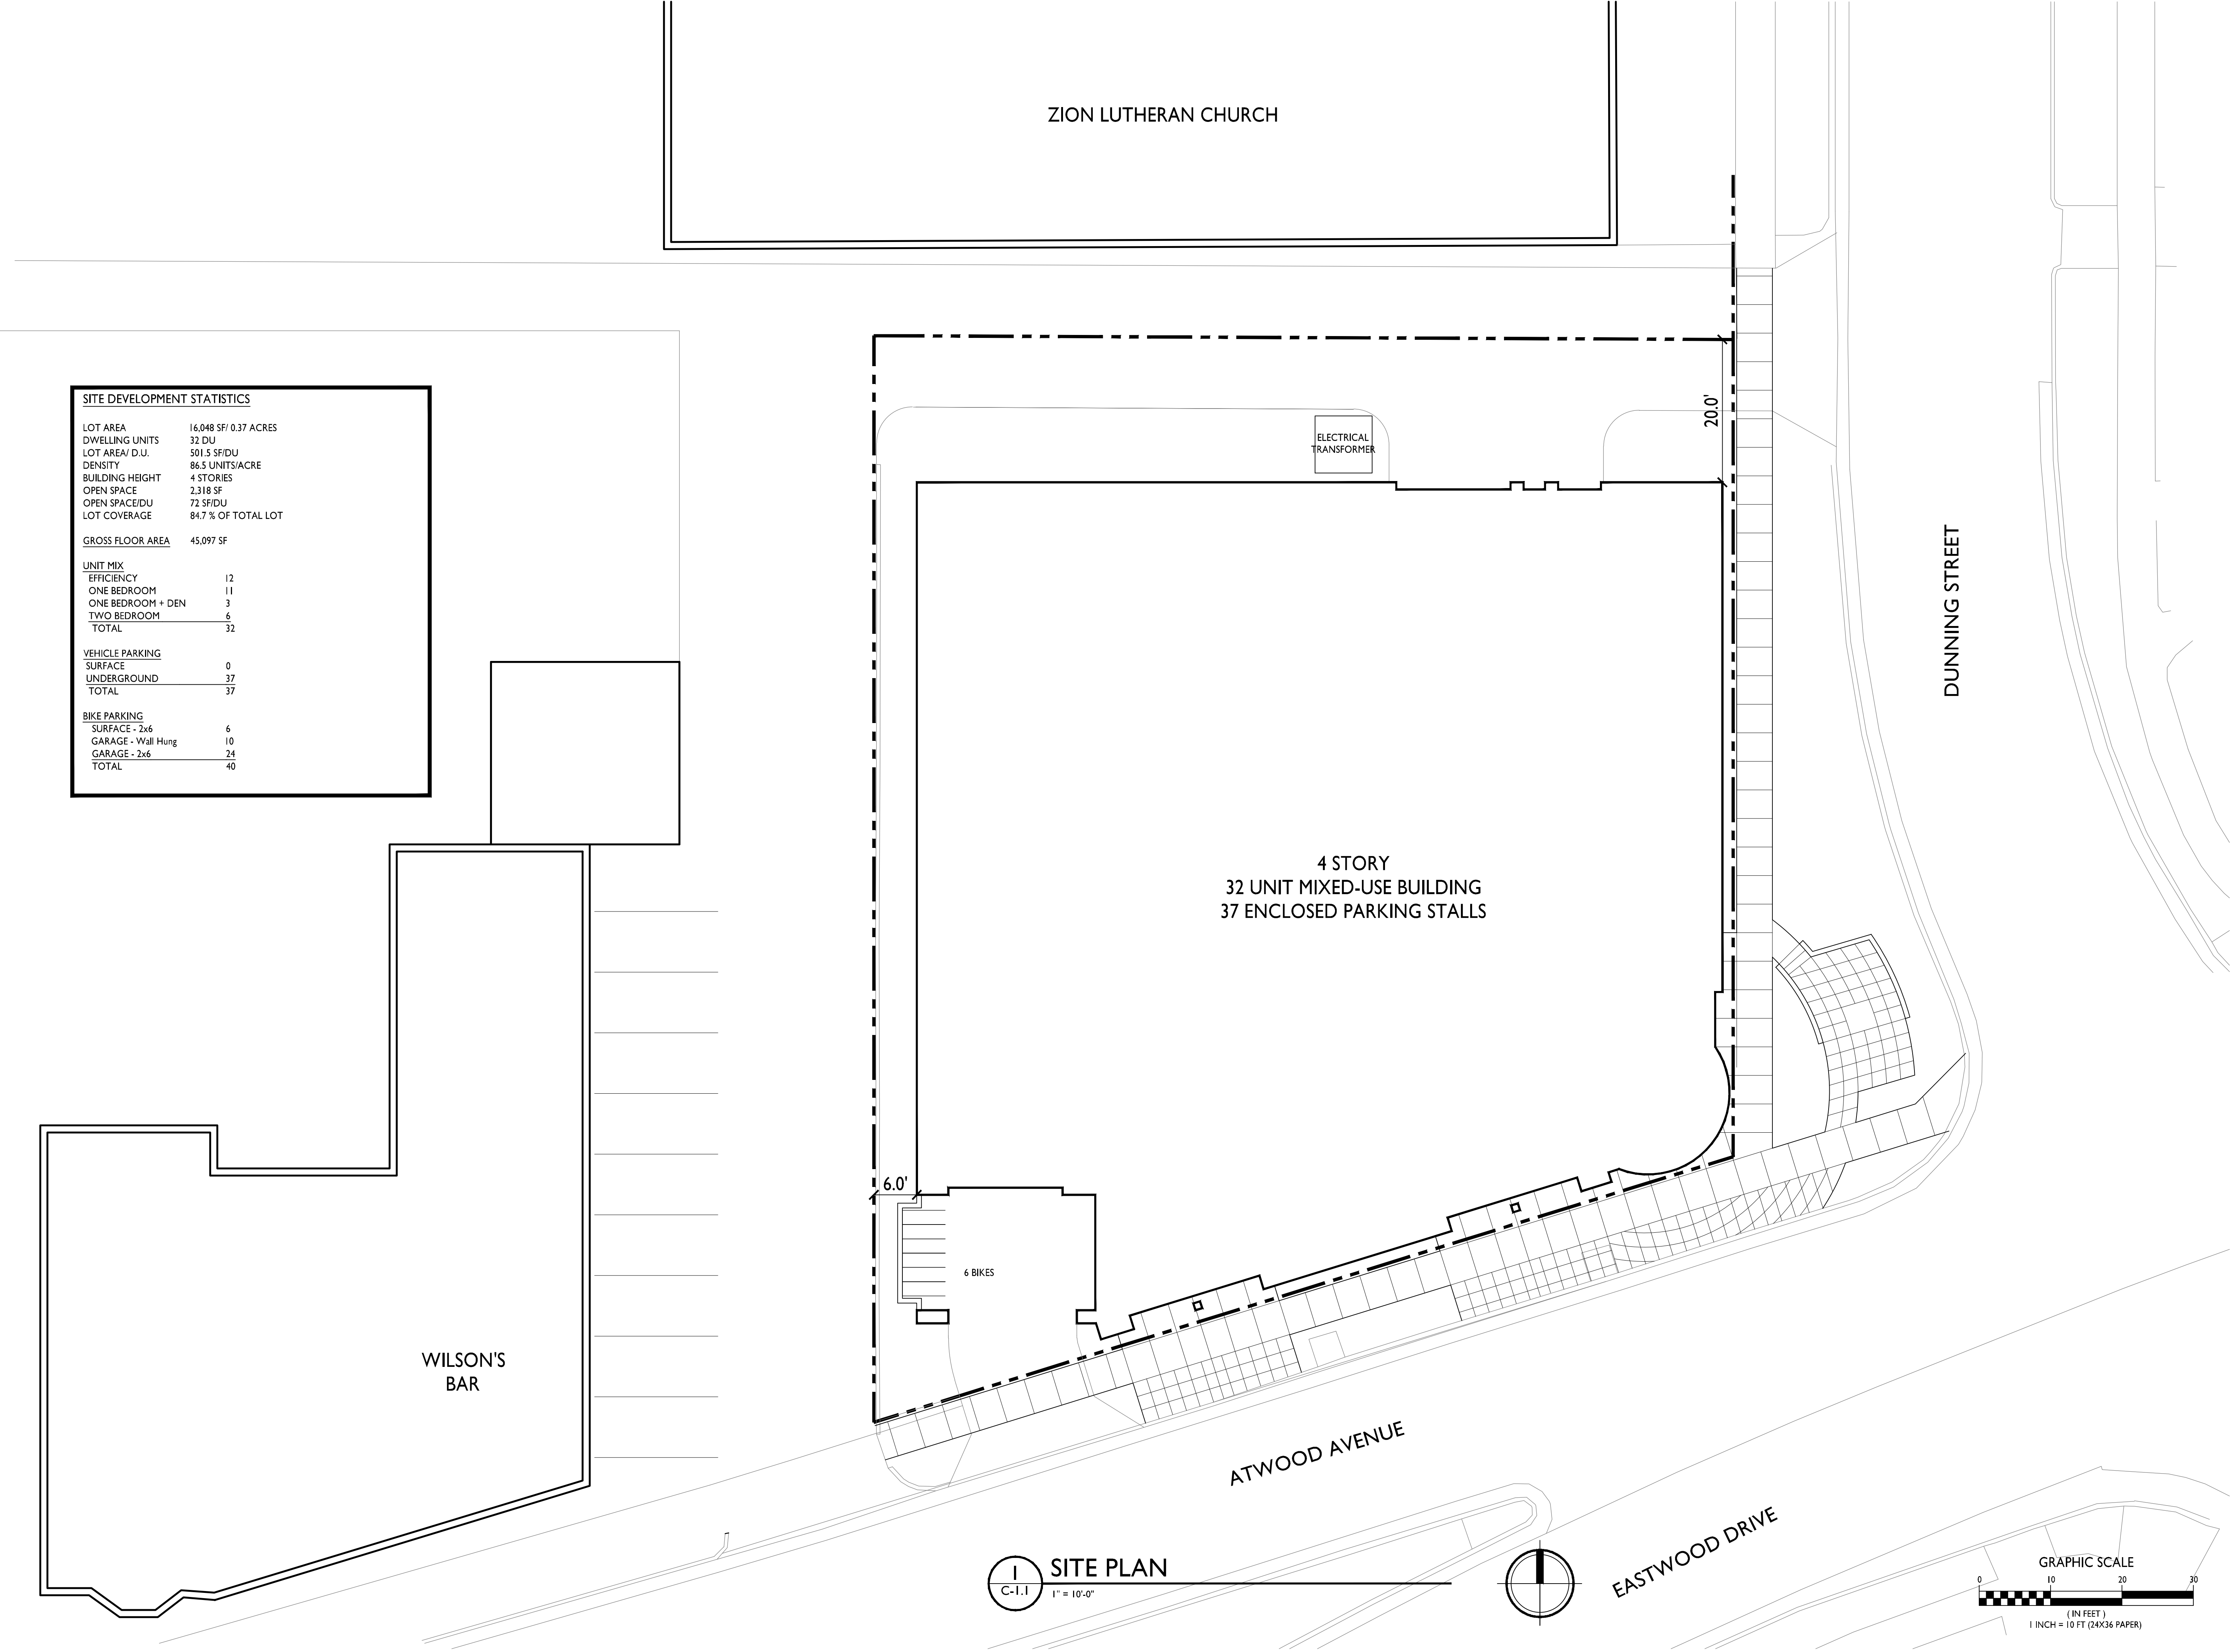 ZION LUTHERAN CHURCH
SITE DEVELOPMENT STATISTICS
LOT AREA 16,048 SF/ 0.37 ACRES
DWELLING UNITS 32 DU
LOT AREA/ D.U. 501.5 SF/DU
DENSITY 86.5 UNITS/ACRE
BUILDING HEIGHT 4 STORIES
OPEN SPACE 2,318 SF
OPEN SPACE/DU 72 SF/DU
LOT COVERAGE 84.7 % OF TOTAL LOT
GROSS FLOOR AREA 45,097 SF
UNIT MIX
EFFICIENCY 12
ONE BEDROOM 11
ONE BEDROOM + DEN 3
TWO BEDROOM 6
TOTAL 32
VEHICLE PARKING
SURFACE 0
UNDERGROUND 37
TOTAL 37
BIKE PARKING
SURFACE - 2x6 6
GARAGE - Wall Hung 10
GARAGE - 2x6 24
TOTAL 40
ELECTRICAL
TRANSFORMER
20.0'
DUNNING STREET
4 STORY
32 UNIT MIXED-USE BUILDING
37 ENCLOSED PARKING STALLS
6.0'
6 BIKES
WILSON'S
BAR
ATWOOD AVENUE
EASTWOOD DRIVE
1
C-1.1
SITE PLAN
1" = 10'-0"
GRAPHIC SCALE
0 10 20 30
( IN FEET )
1 INCH = 10 FT (24X36 PAPER)